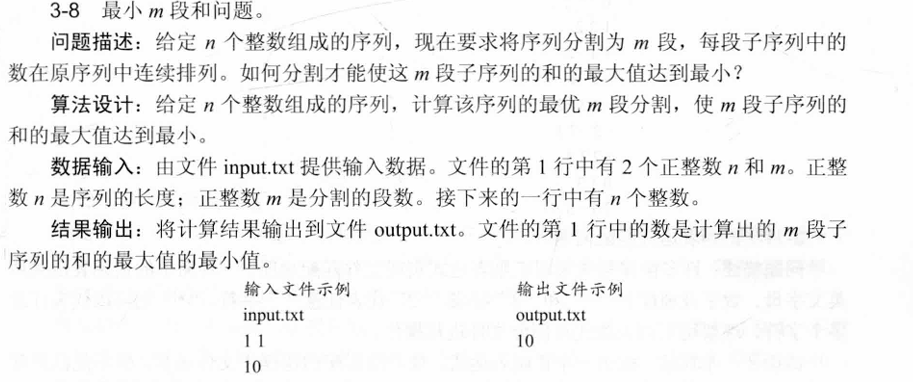 3-8 最小 m 段和问题。
问题描述：给定 n 个整数组成的序列，现在要求将序列分割为 m 段，每段子序列中的
数在原序列中连续排列。如何分割才能使这 m 段子序列的和的最大值达到最小？
算法设计：给定 n 个整数组成的序列，计算该序列的最优 m 段分割，使 m 段子序列的
和的最大值达到最小。
数据输入：由文件 input.txt 提供输入数据。文件的第 1 行中有 2 个正整数 n 和 m。正整
数 n 是序列的长度；正整数 m 是分割的段数。接下来的一行中有 n 个整数。
结果输出：将计算结果输出到文件 output.txt。文件的第 1 行中的数是计算出的 m 段子
序列的和的最大值的最小值。
输入文件示例 输出文件示例
input.txt output.txt
1 1 10
10